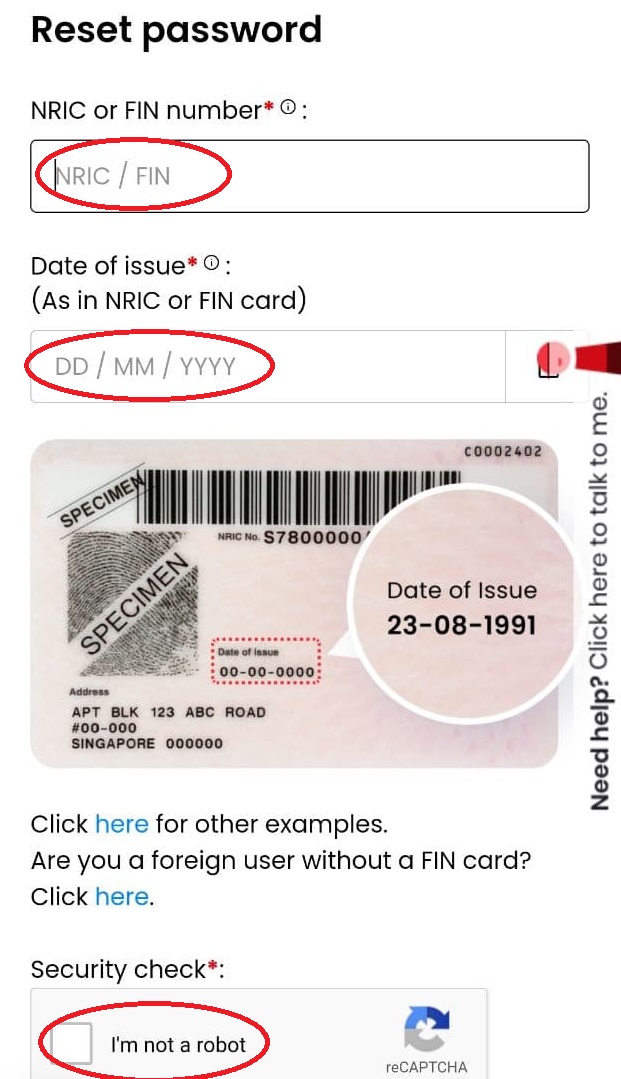 Reset password
NRIC or FIN number* ⓘ :
NRIC / FIN
Date of issue* ⓘ :
(As in NRIC or FIN card)
DD / MM / YYYY
Need help? Click here to talk to me.
C0002402
SPECIMEN
NRIC No. S7800000
SPECIMEN
Date of Issue
23-08-1991
Date of issue
00-00-0000
Address
APT BLK 123 ABC ROAD
#00-000
SINGAPORE 000000
Click here for other examples.
Are you a foreign user without a FIN card?
Click here.
Security check*:
I'm not a robot
reCAPTCHA